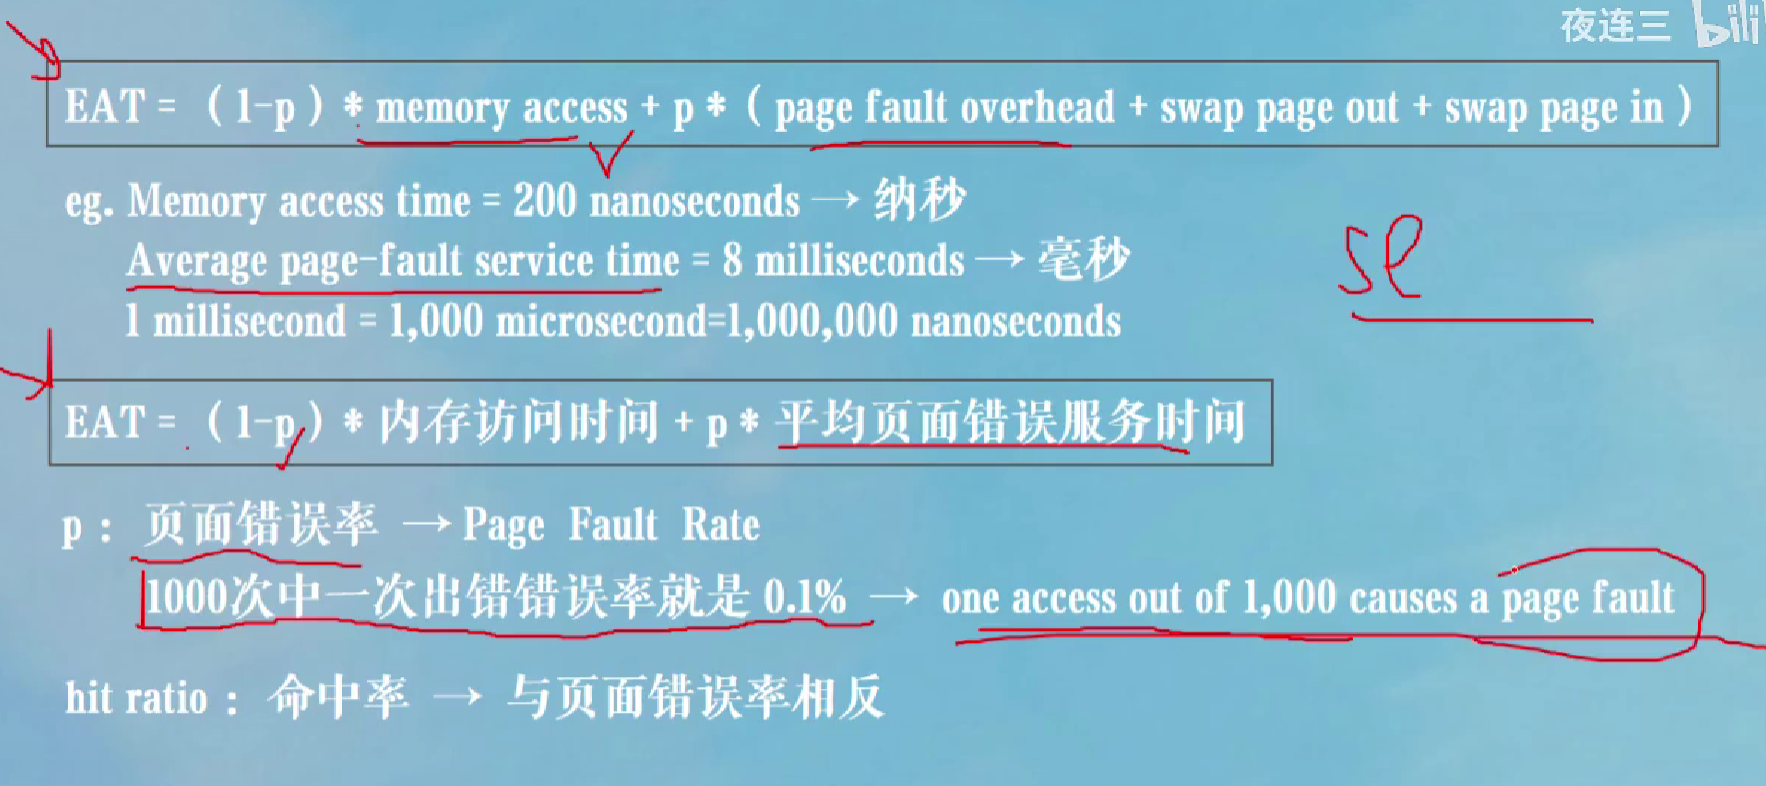 夜连三 bili
EAT = （1-p）* memory access + p *（page fault overhead + swap page out + swap page in）
eg. Memory access time = 200 nanoseconds → 纳秒
Average page-fault service time = 8 milliseconds → 毫秒
1 millisecond = 1,000 microsecond=1,000,000 nanoseconds
EAT = （1-p）* 内存访问时间 + p * 平均页面错误服务时间
p： 页面错误率 → Page Fault Rate
1000次中一次出错错误率就是 0.1% → one access out of 1,000 causes a page fault
hit ratio： 命中率 → 与页面错误率相反